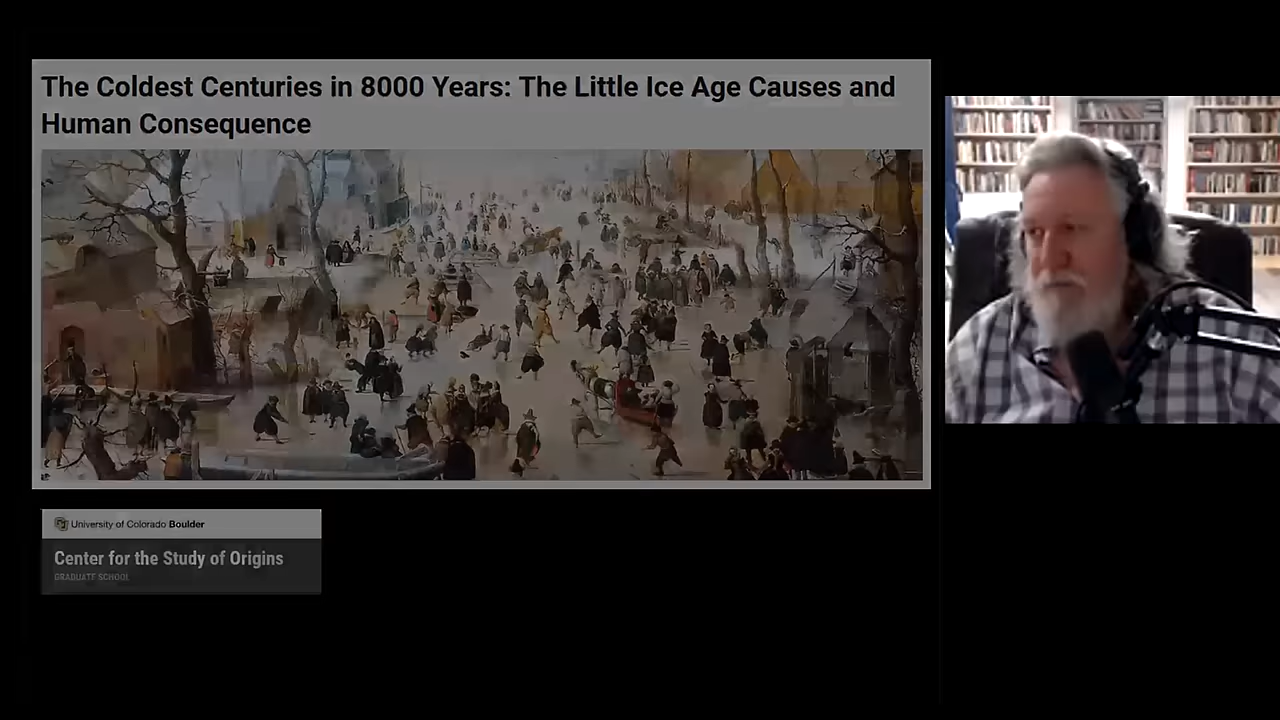 The Coldest Centuries in 8000 Years: The Little Ice Age Causes and
Human Consequence
University of Colorado Boulder
Center for the Study of Origins
GRADUATE SCHOOL